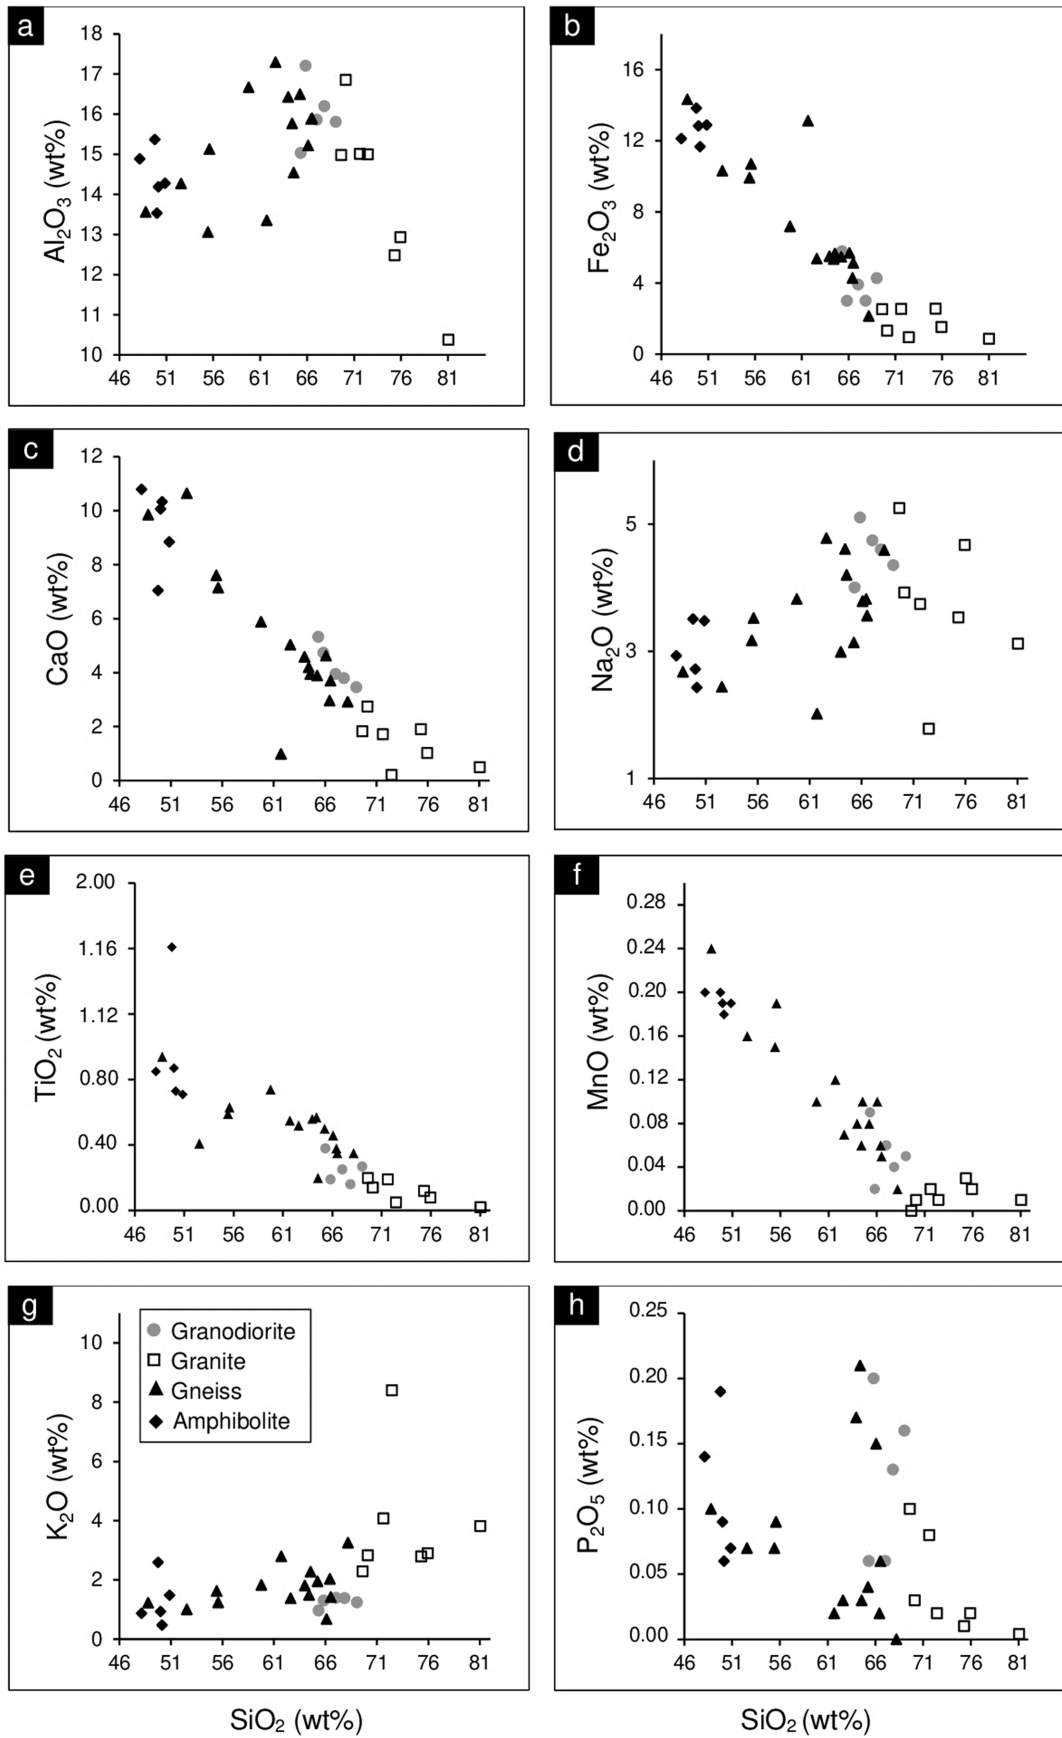 a
18
17
16
15
14
13
12
11
10
Al2O3 (wt%)
46 51 56 61 66 71 76 81
b
16
12
8
4
0
Fe2O3 (wt%)
46 51 56 61 66 71 76 81
c
12
10
8
6
4
2
0
CaO (wt%)
46 51 56 61 66 71 76 81
d
5
3
1
Na2O (wt%)
46 51 56 61 66 71 76 81
e
2.00
1.16
1.12
0.80
0.40
0.00
TiO2 (wt%)
46 51 56 61 66 71 76 81
f
0.28
0.24
0.20
0.16
0.12
0.08
0.04
0.00
MnO (wt%)
46 51 56 61 66 71 76 81
g
10
8
6
4
2
0
K2O (wt%)
Granodiorite
Granite
Gneiss
Amphibolite
46 51 56 61 66 71 76 81
SiO2 (wt%)
h
0.25
0.20
0.15
0.10
0.05
0.00
P2O5 (wt%)
46 51 56 61 66 71 76 81
SiO2 (wt%)